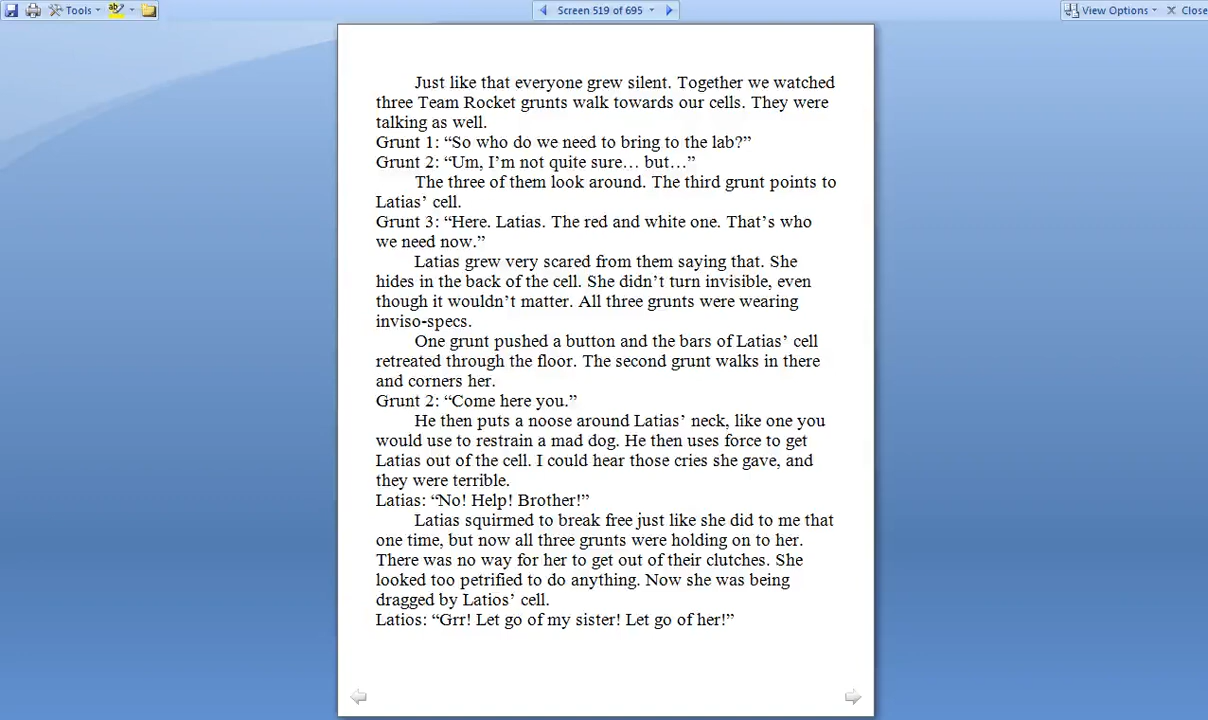 Tools
Screen 519 of 695
View Options
Close
Just like that everyone grew silent. Together we watched
three Team Rocket grunts walk towards our cells. They were
talking as well.
Grunt 1: “So who do we need to bring to the lab?”
Grunt 2: “Um, I’m not quite sure… but…”
The three of them look around. The third grunt points to
Latias’ cell.
Grunt 3: “Here. Latias. The red and white one. That’s who
we need now.”
Latias grew very scared from them saying that. She
hides in the back of the cell. She didn’t turn invisible, even
though it wouldn’t matter. All three grunts were wearing
inviso-specs.
One grunt pushed a button and the bars of Latias’ cell
retreated through the floor. The second grunt walks in there
and corners her.
Grunt 2: “Come here you.”
He then puts a noose around Latias’ neck, like one you
would use to restrain a mad dog. He then uses force to get
Latias out of the cell. I could hear those cries she gave, and
they were terrible.
Latias: “No! Help! Brother!”
Latias squirmed to break free just like she did to me that
one time, but now all three grunts were holding on to her.
There was no way for her to get out of their clutches. She
looked too petrified to do anything. Now she was being
dragged by Latios’ cell.
Latios: “Grr! Let go of my sister! Let go of her!”